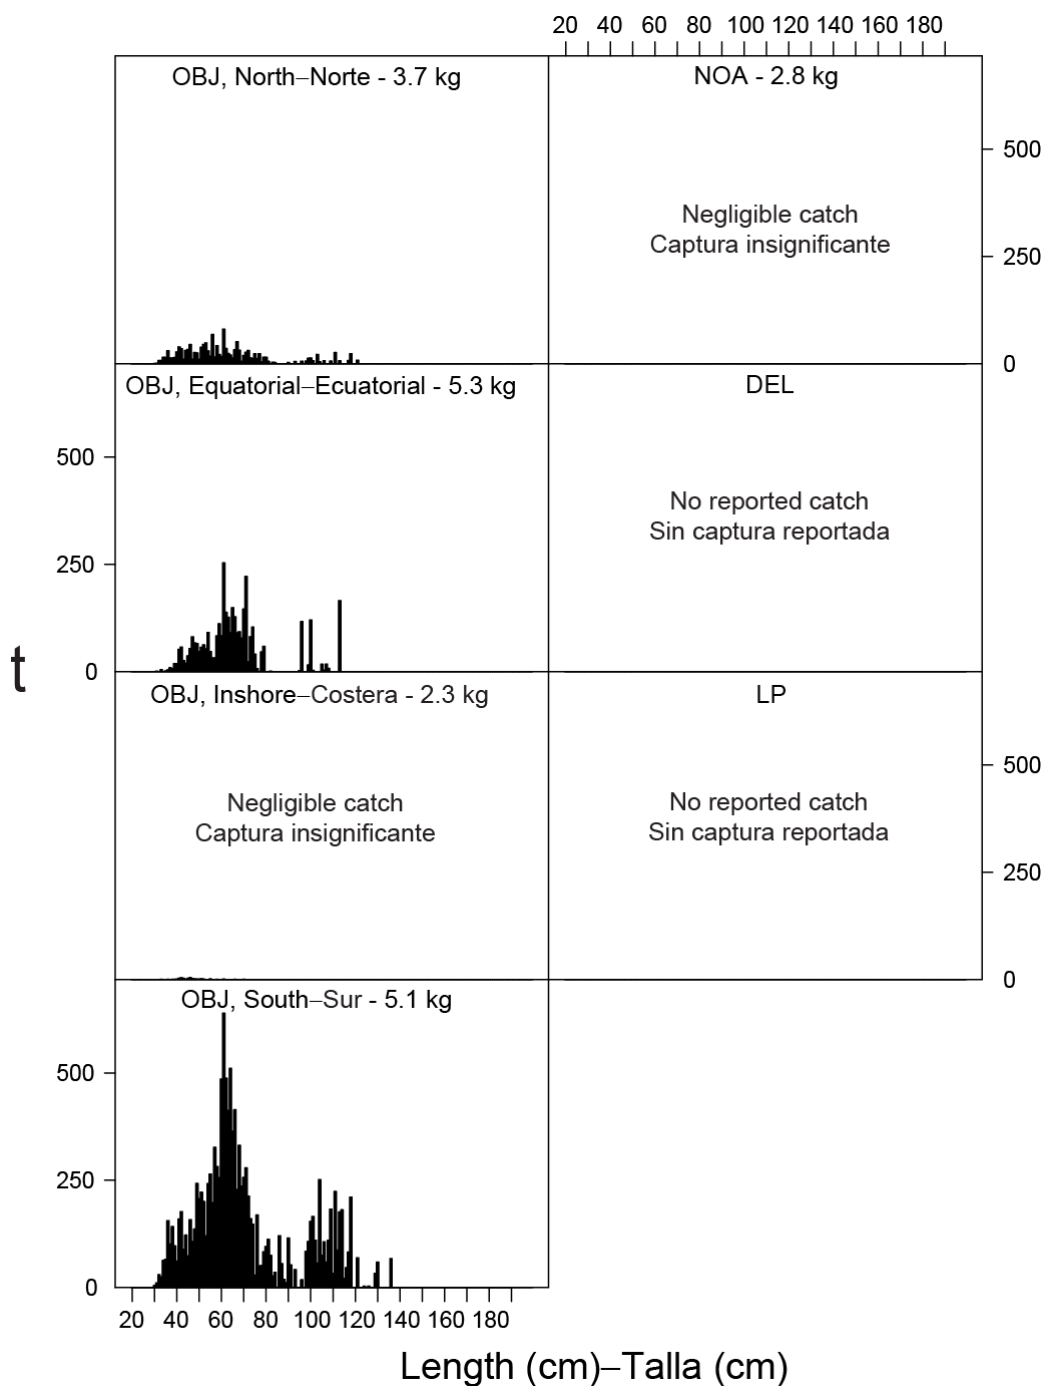 20 40 60 80 100 120 140 160 180
OBJ, North–Norte - 3.7 kg
NOA - 2.8 kg
Negligible catch
Captura insignificante
500
250
0
OBJ, Equatorial–Ecuatorial - 5.3 kg
500
250
0
DEL
No reported catch
Sin captura reportada
t
OBJ, Inshore–Costera - 2.3 kg
Negligible catch
Captura insignificante
LP
No reported catch
Sin captura reportada
500
250
0
OBJ, South–Sur - 5.1 kg
500
250
0
20 40 60 80 100 120 140 160 180
Length (cm)–Talla (cm)